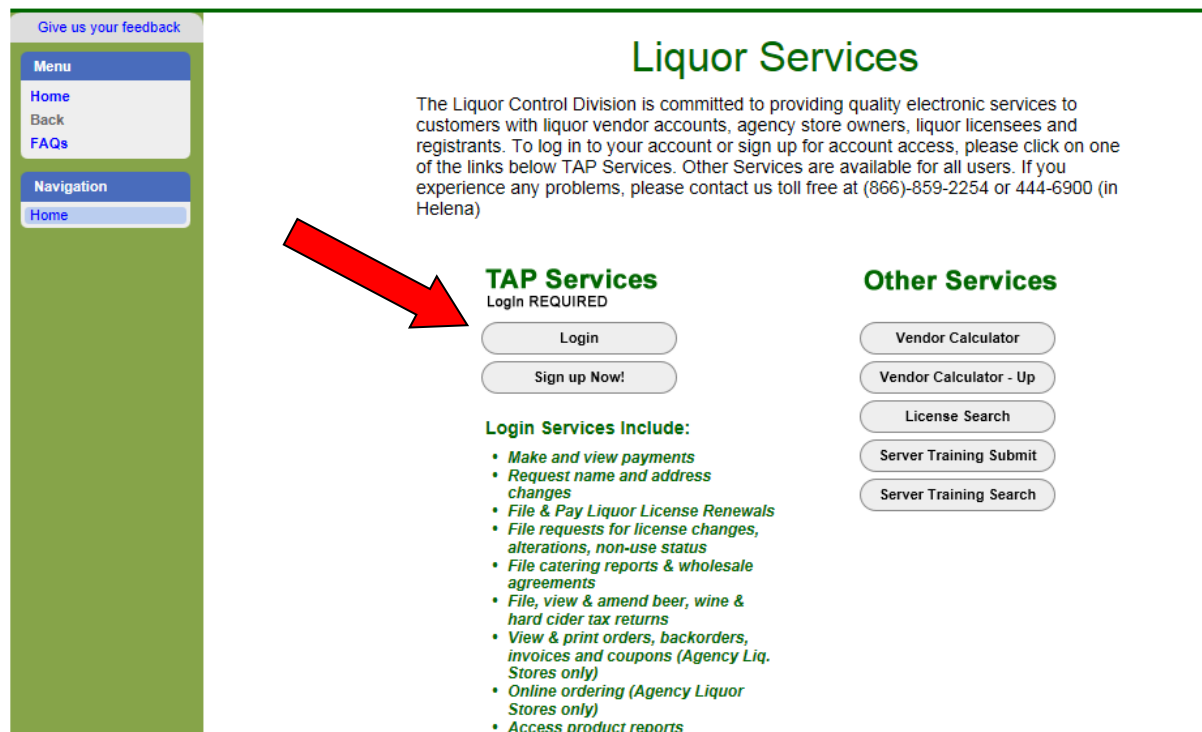 Give us your feedback
Menu
Home
Back
FAQs
Navigation
Home
Liquor Services
The Liquor Control Division is committed to providing quality electronic services to
customers with liquor vendor accounts, agency store owners, liquor licensees and
registrants. To log in to your account or sign up for account access, please click on one
of the links below TAP Services. Other Services are available for all users. If you
experience any problems, please contact us toll free at (866)-859-2254 or 444-6900 (in
Helena)
TAP Services
LogIn REQUIRED
Login
Sign up Now!
Login Services Include:
• Make and view payments
• Request name and address
changes
• File & Pay Liquor License Renewals
• File requests for license changes,
alterations, non-use status
• File catering reports & wholesale
agreements
• File, view & amend beer, wine &
hard cider tax returns
• View & print orders, backorders,
invoices and coupons (Agency Liq.
Stores only)
• Online ordering (Agency Liquor
Stores only)
• Access product reports
Other Services
Vendor Calculator
Vendor Calculator - Up
License Search
Server Training Submit
Server Training Search